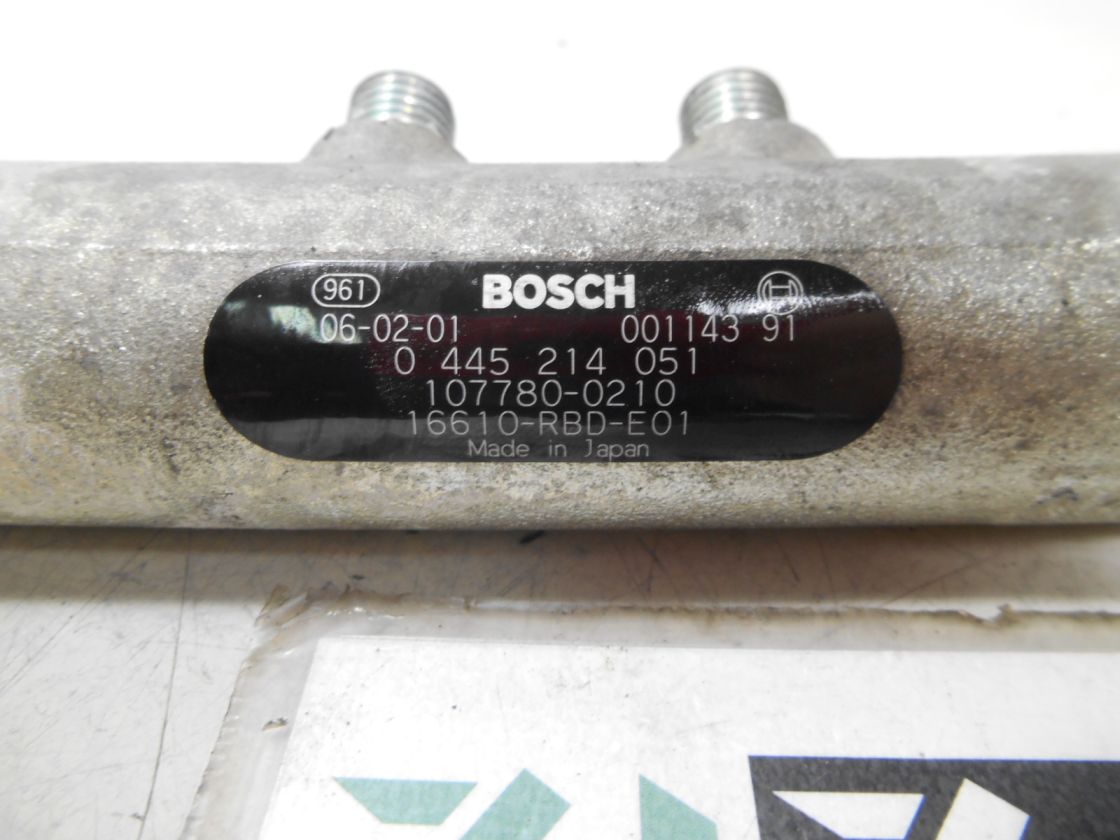 961 BOSCH
06-02-01 001143 91
0 445 214 051
107780-0210
16610-RBD-E01
Made in Japan